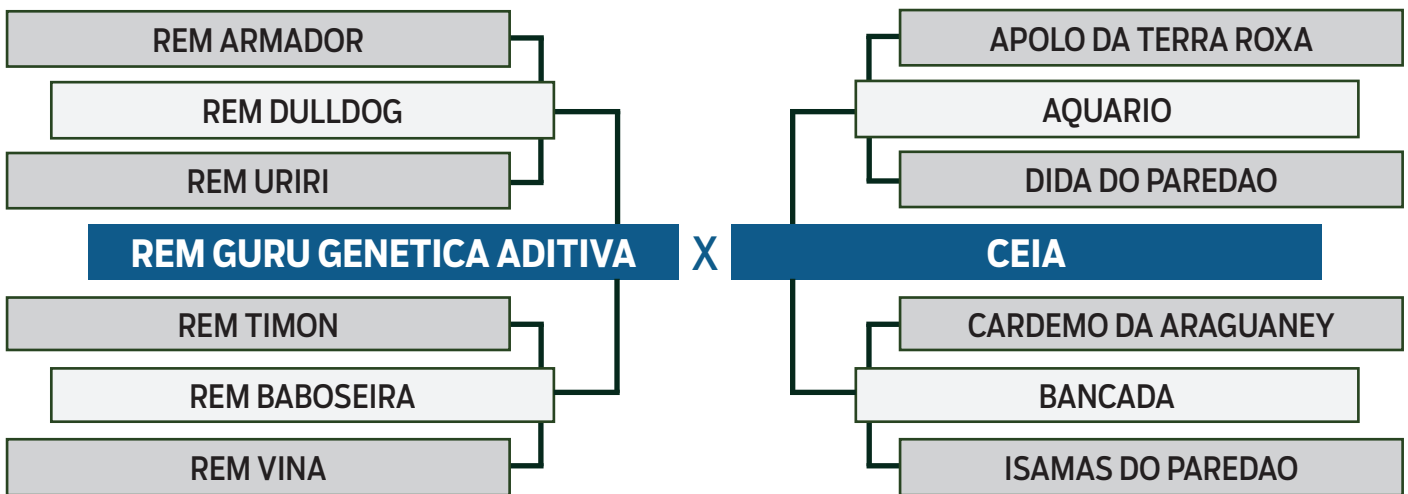 REM ARMADOR
REM DULLDOG
REM URIRI
REM GURU GENETICA ADITIVA
REM TIMON
REM BABOSEIRA
REM VINA
X
APOLO DA TERRA ROXA
AQUARIO
DIDA DO PAREDAO
CEIA
CARDEMO DA ARAGUANEY
BANCADA
ISAMAS DO PAREDAO